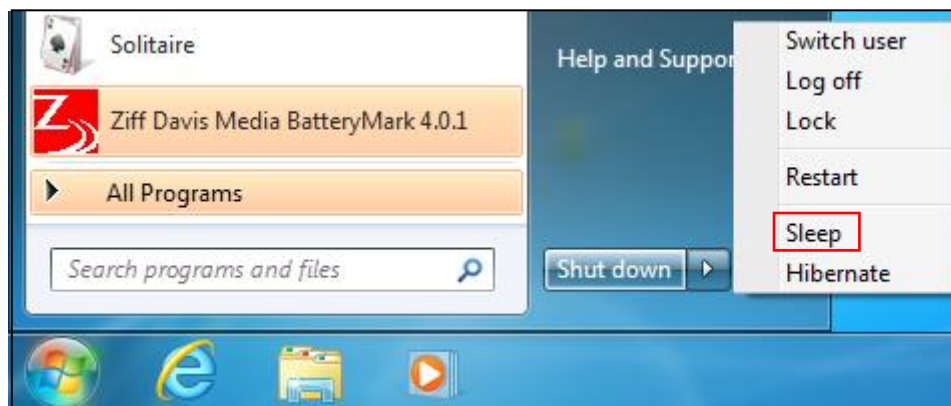 Solitaire
Ziff Davis Media BatteryMark 4.0.1
All Programs
Search programs and files
Help and Suppor
Shut down
Switch user
Log off
Lock
Restart
Sleep
Hibernate